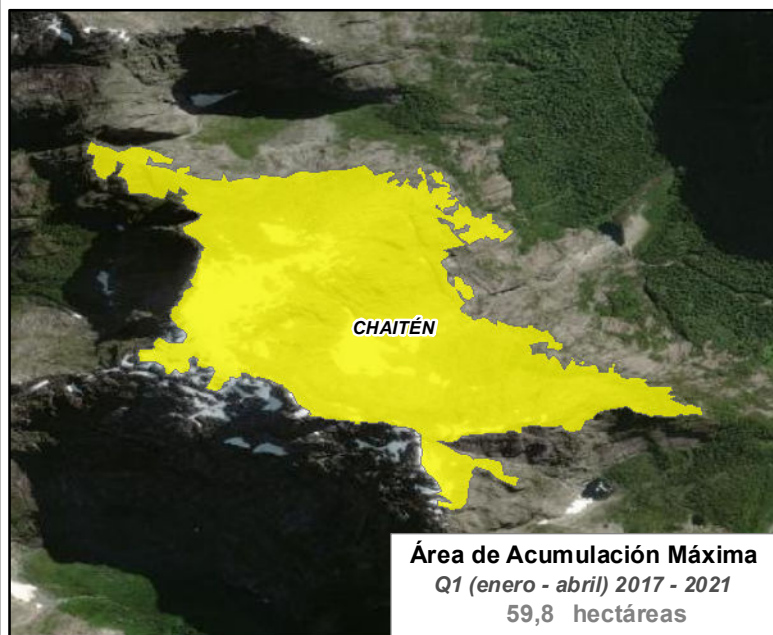 CHAITÉN
Área de Acumulación Máxima
Q1 (enero - abril) 2017 - 2021
59,8 hectáreas